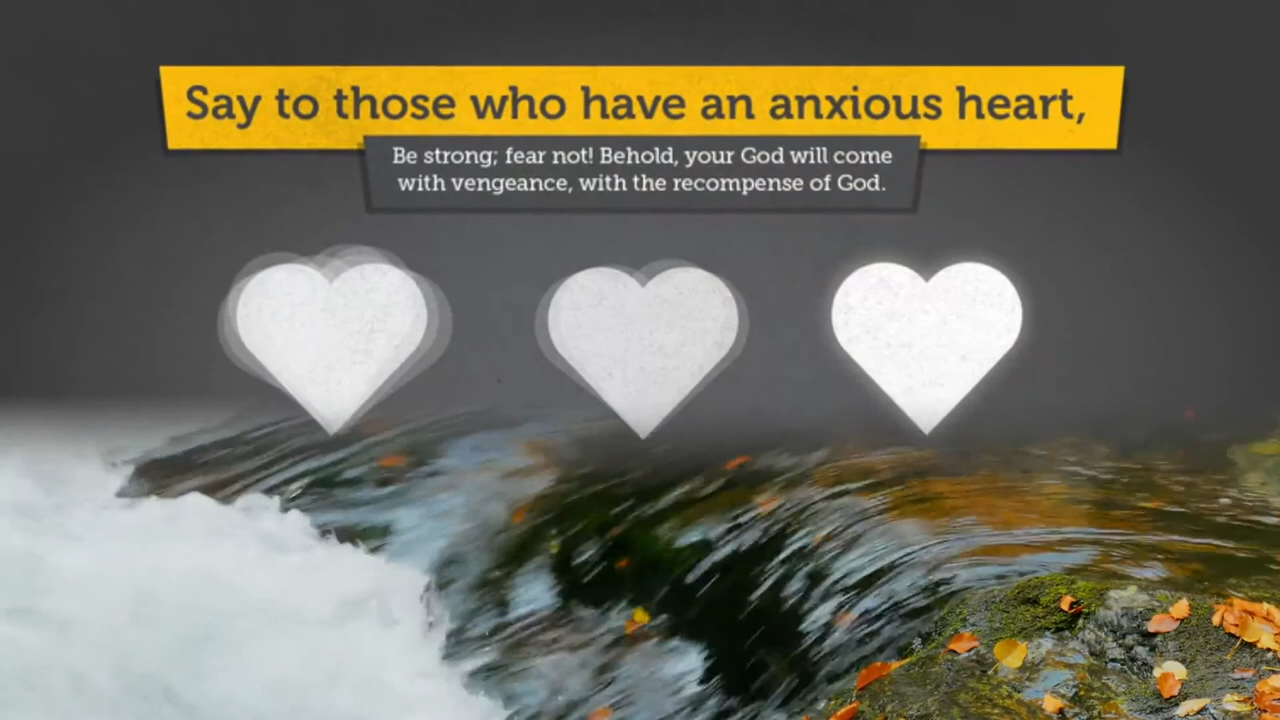 Say to those who have an anxious heart,
Be strong; fear not! Behold, your God will come
with vengeance, with the recompense of God.